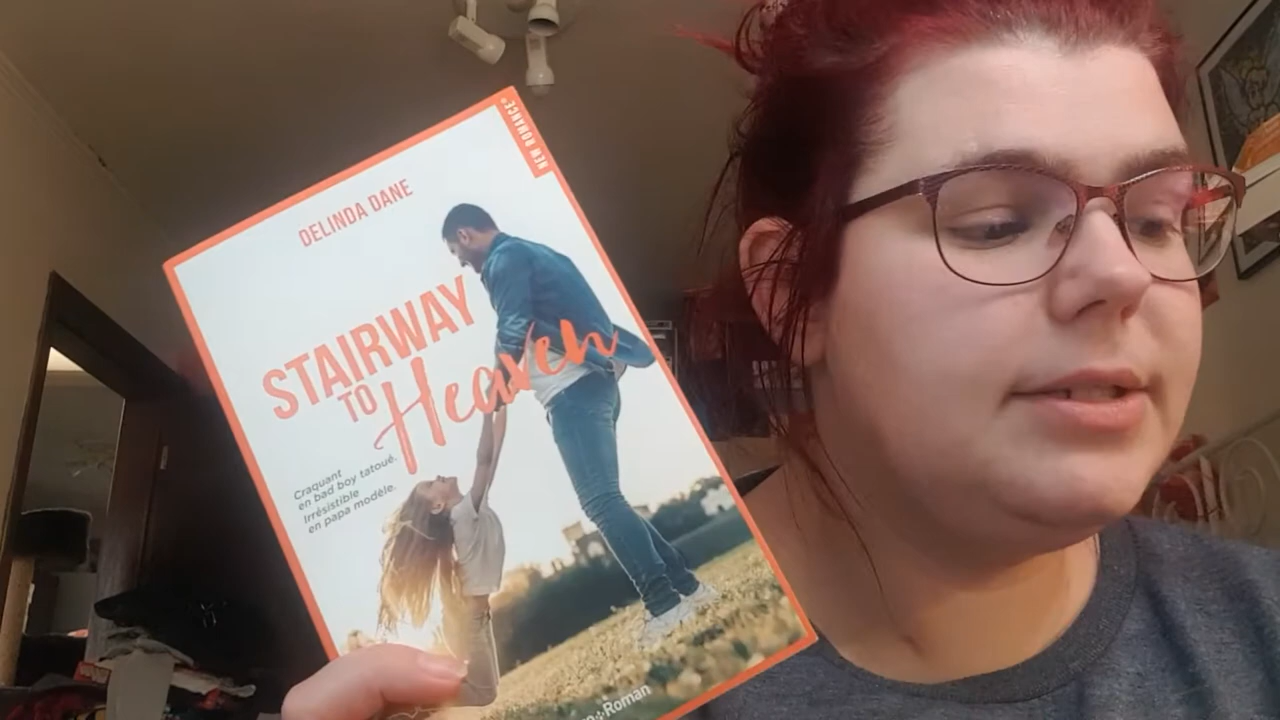 NEW ROMANCE®
DELINDA DANE
STAIRWAY
TO Heaven
Craquant
en bad boy tatoué.
Irrésistible
en papa modèle.
Roman